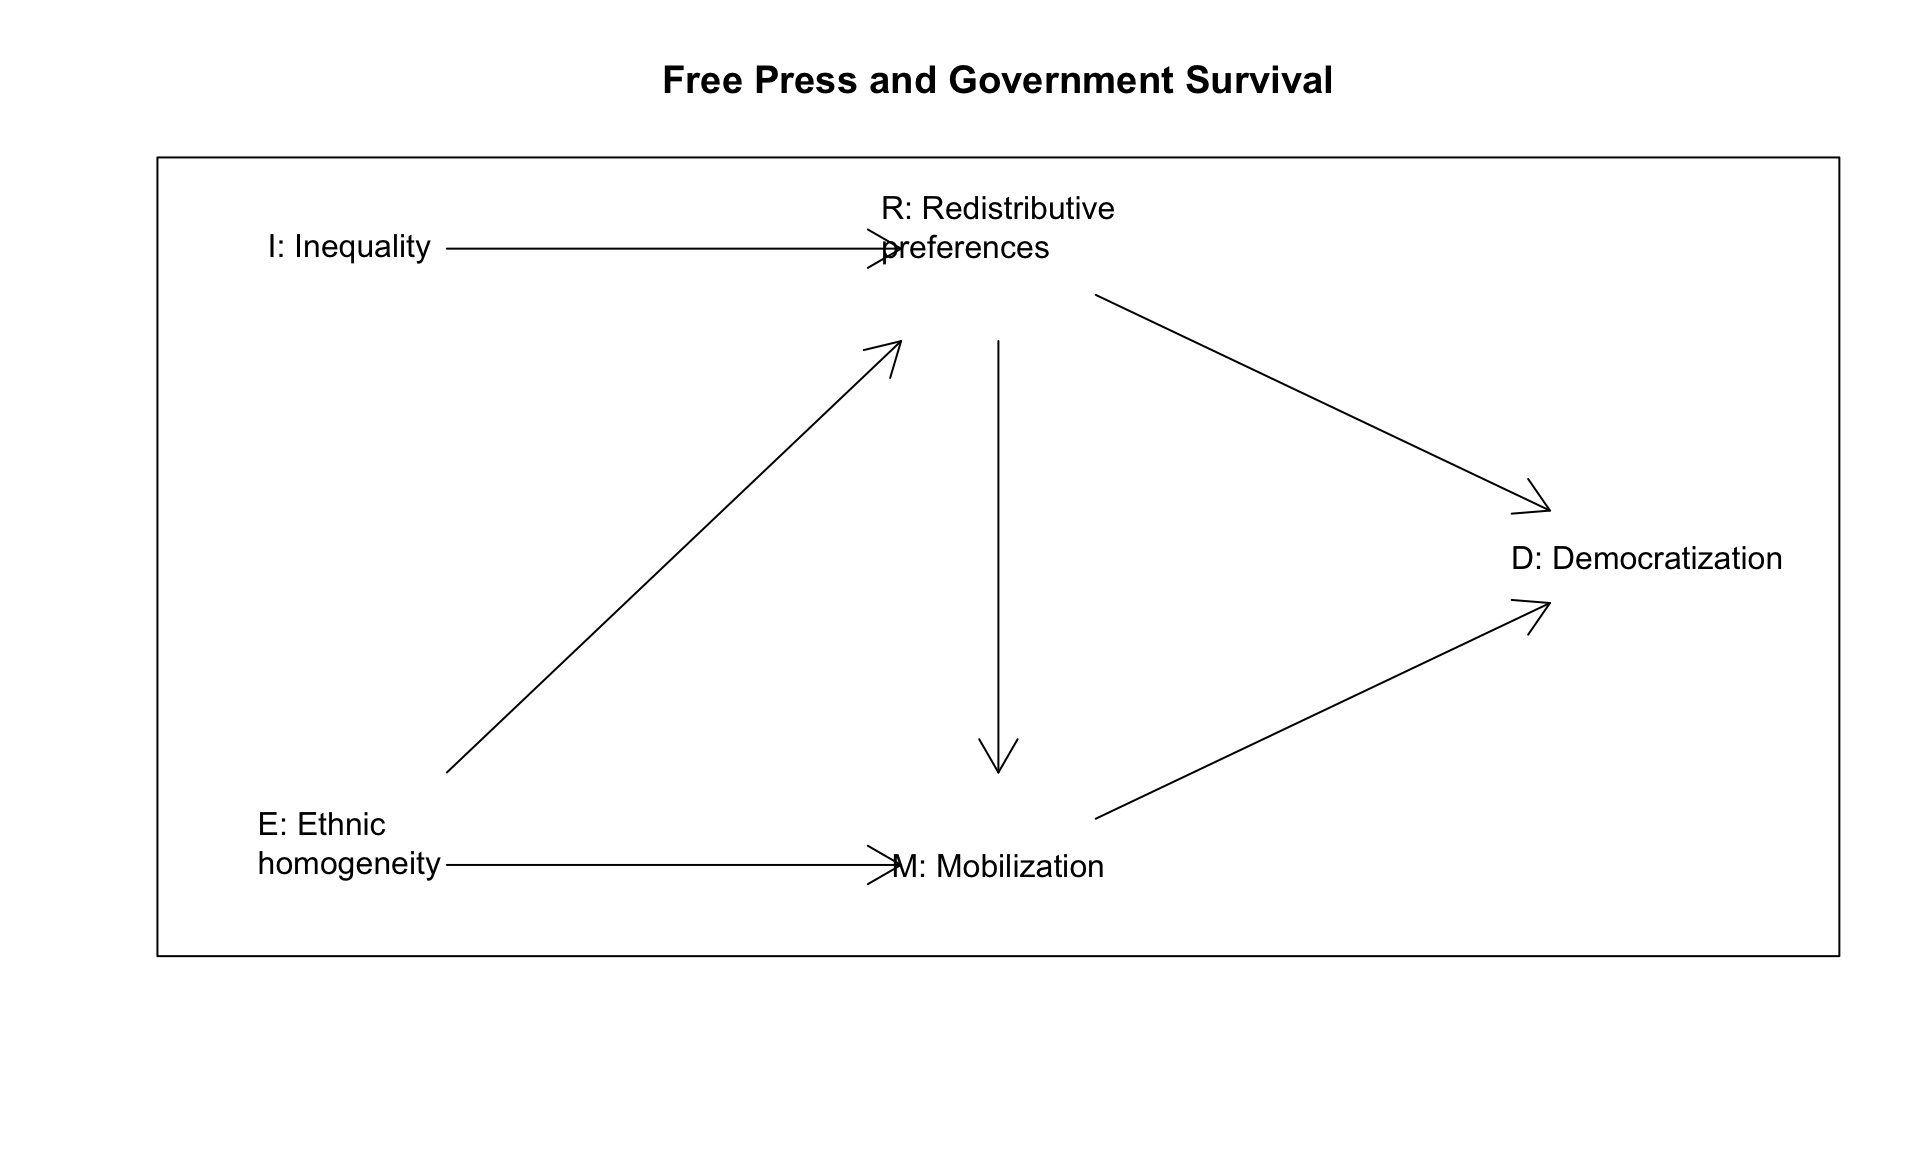 Free Press and Government Survival
I: Inequality
R: Redistributive
preferences
D: Democratization
E: Ethnic
homogeneity
M: Mobilization